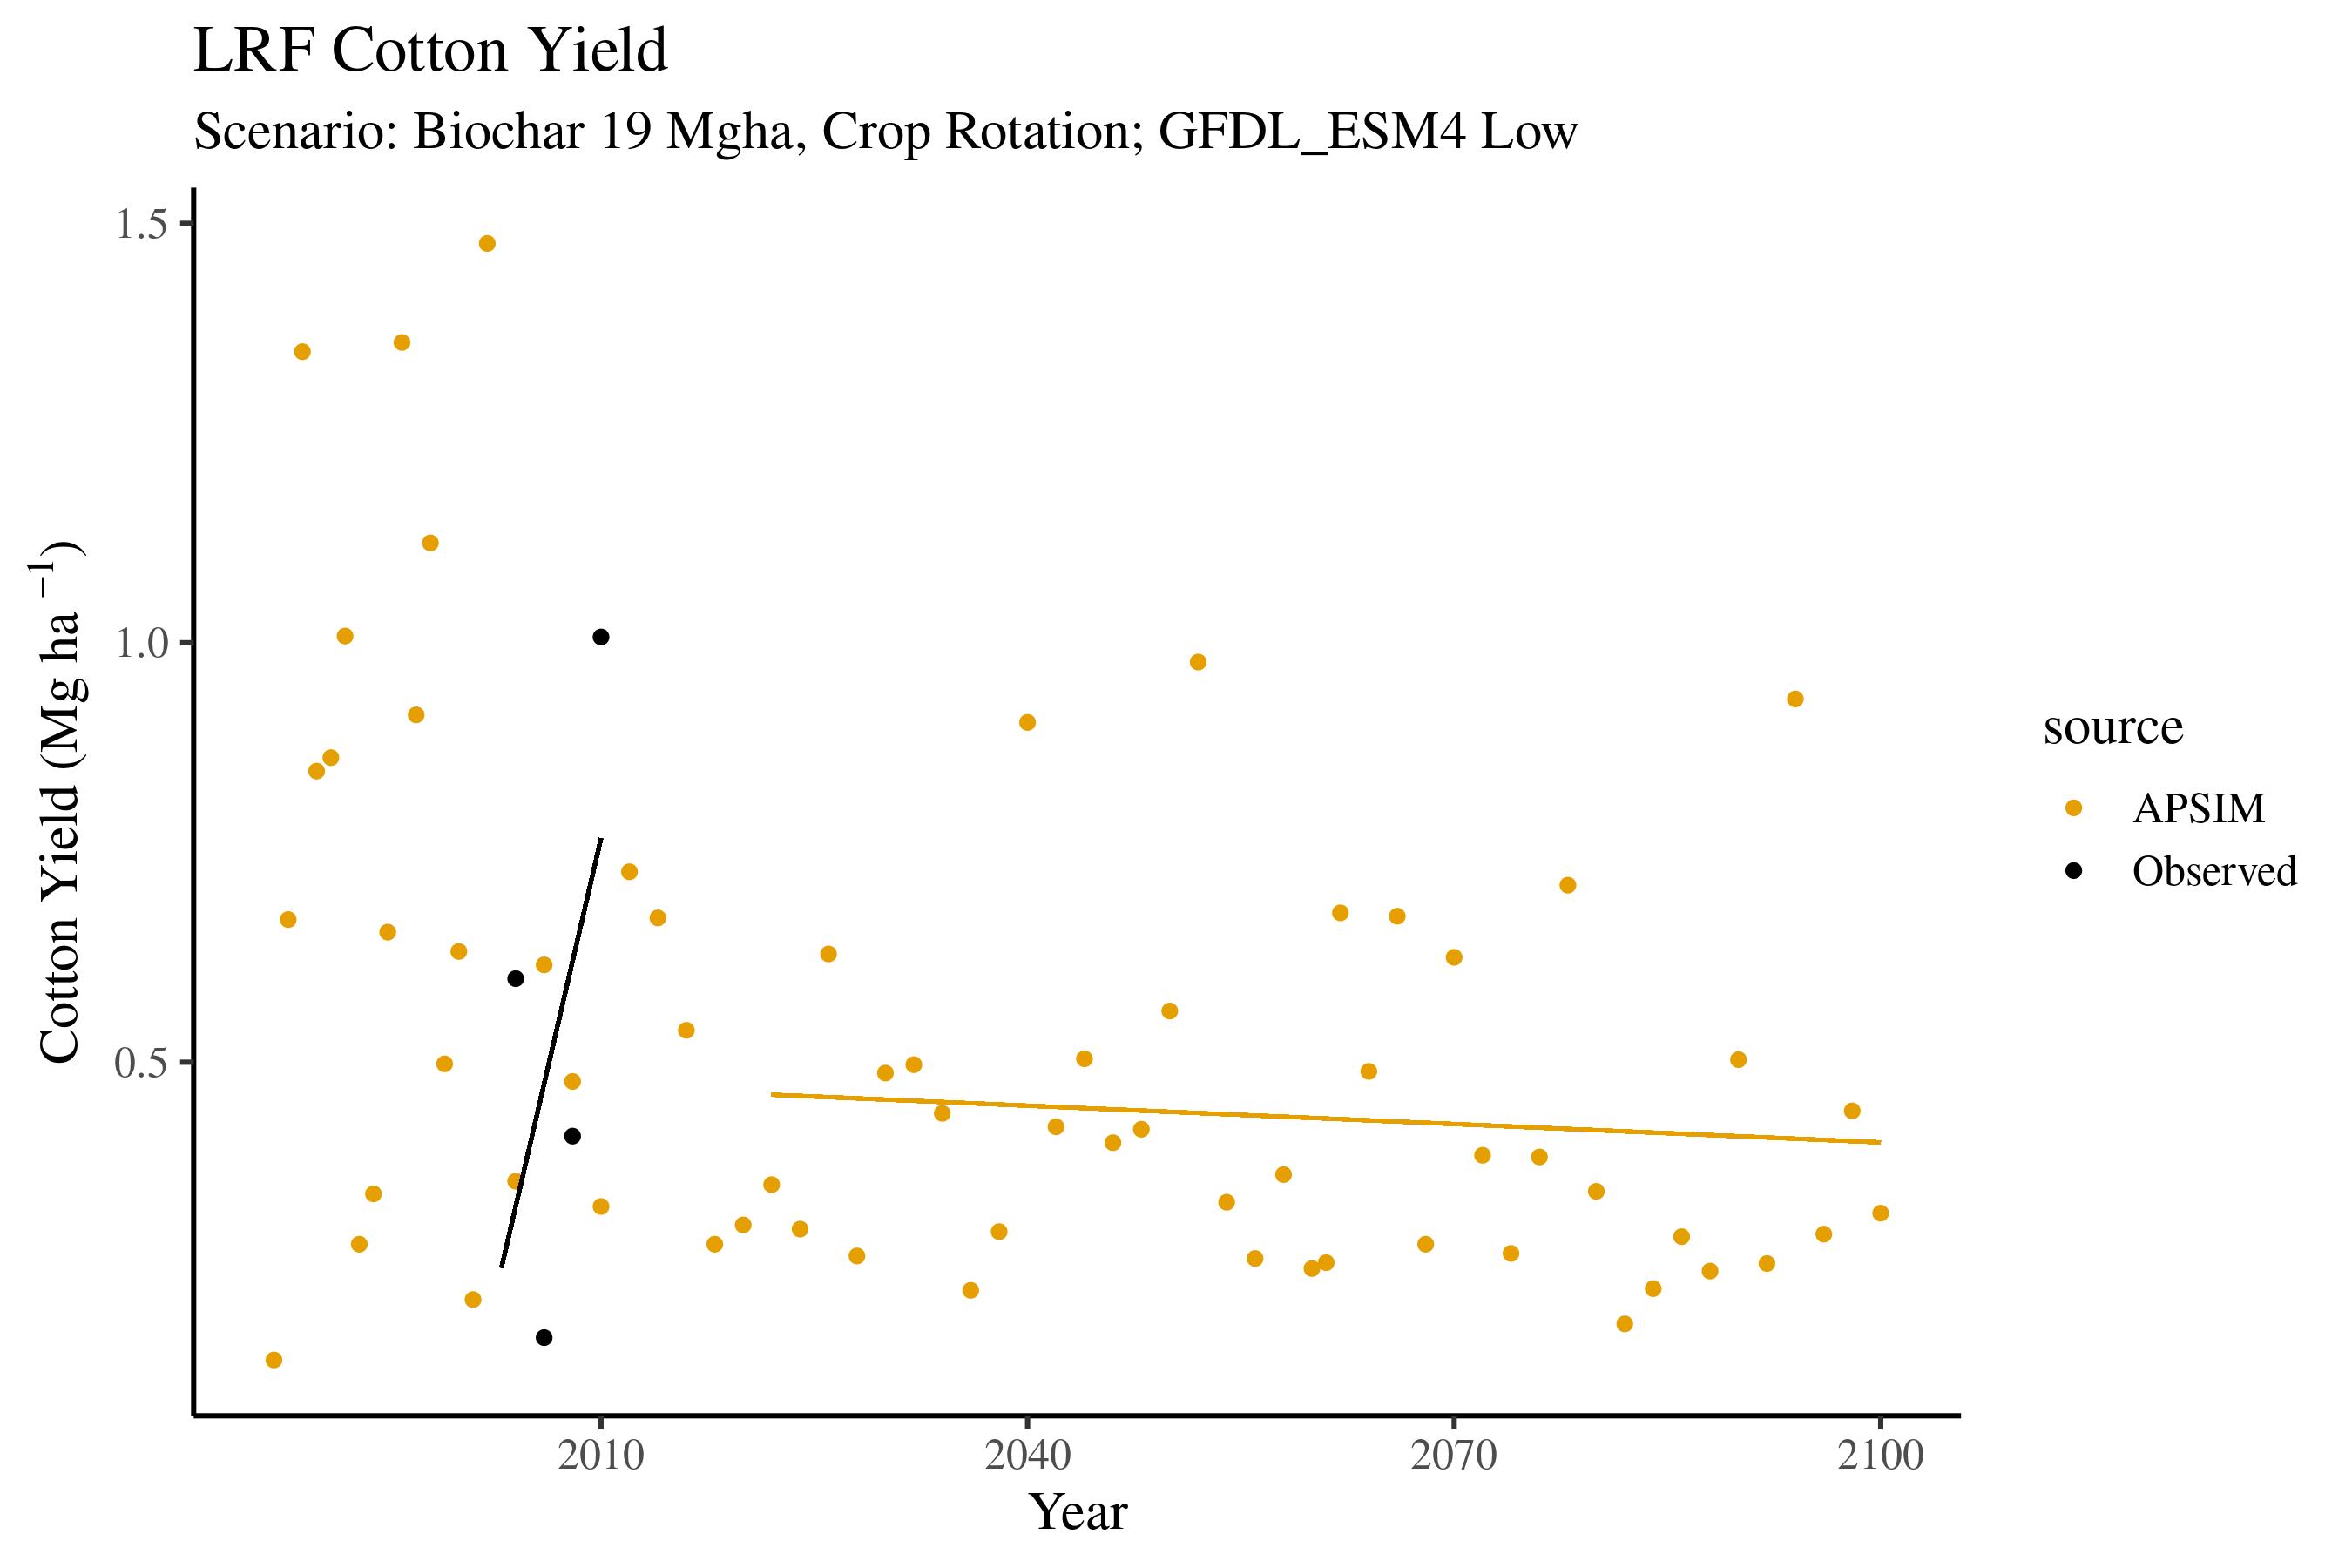 LRF Cotton Yield
Scenario: Biochar 19 Mgha, Crop Rotation; GFDL_ESM4 Low
Cotton Yield (Mg ha −1)
1.5
1.0
0.5
2010 2040 2070 2100
Year
source
APSIM
Observed